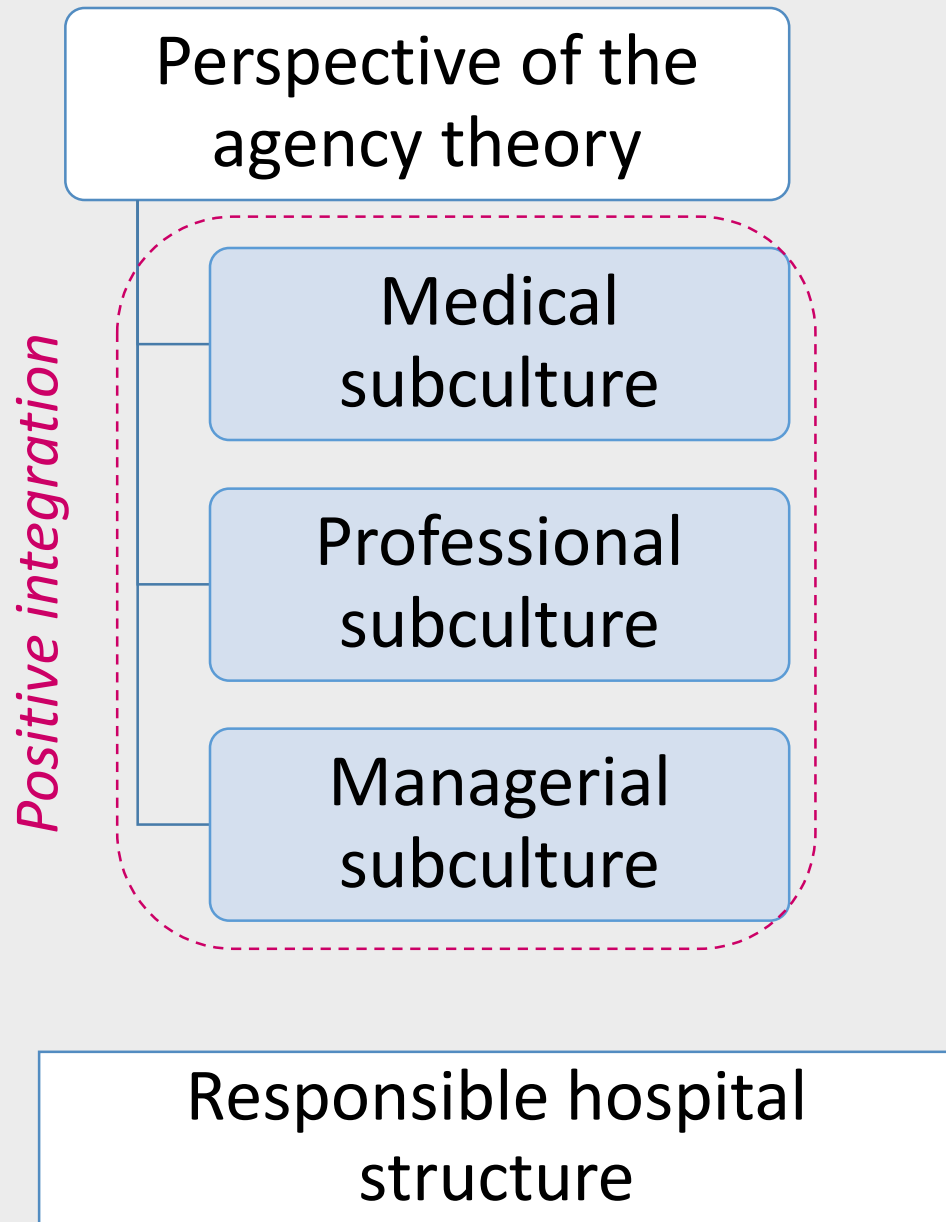 Perspective of the
agency theory
Positive integration
Medical
subculture
Professional
subculture
Managerial
subculture
Responsible hospital
structure